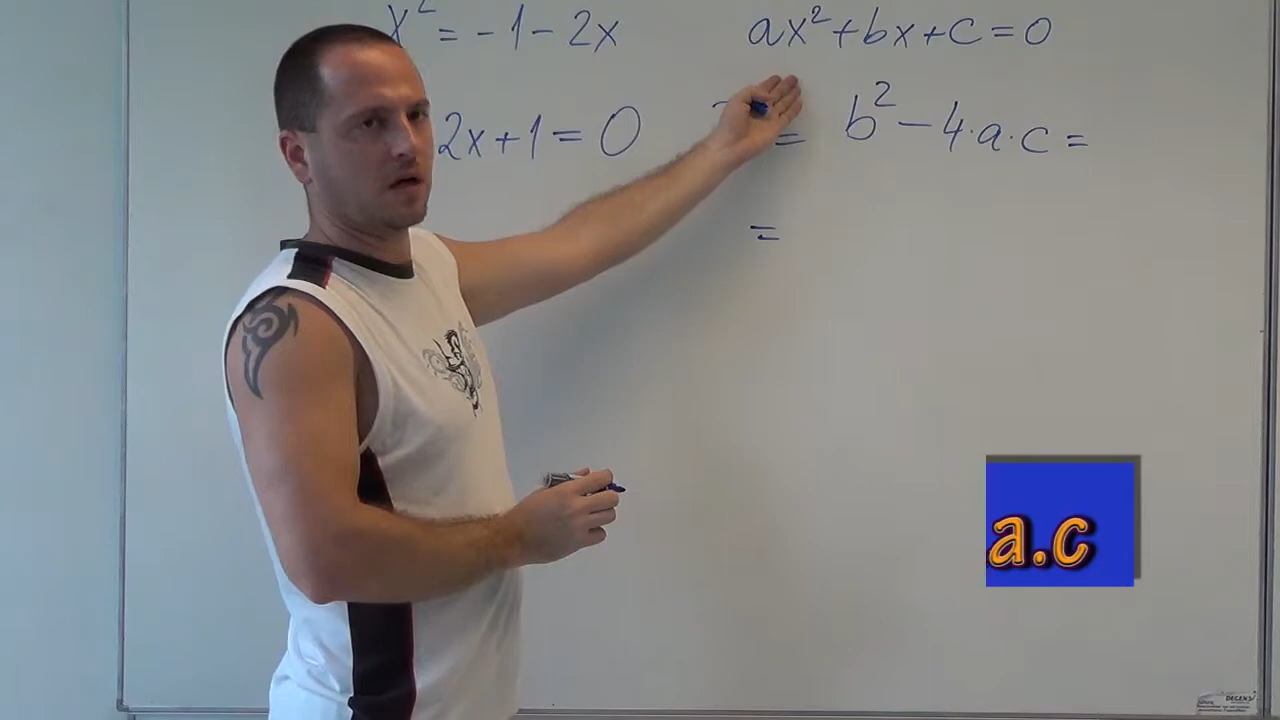 x² = -1 - 2x
ax² + bx + c = 0
2x + 1 = 0
= b² - 4·a·c =
=
a.c